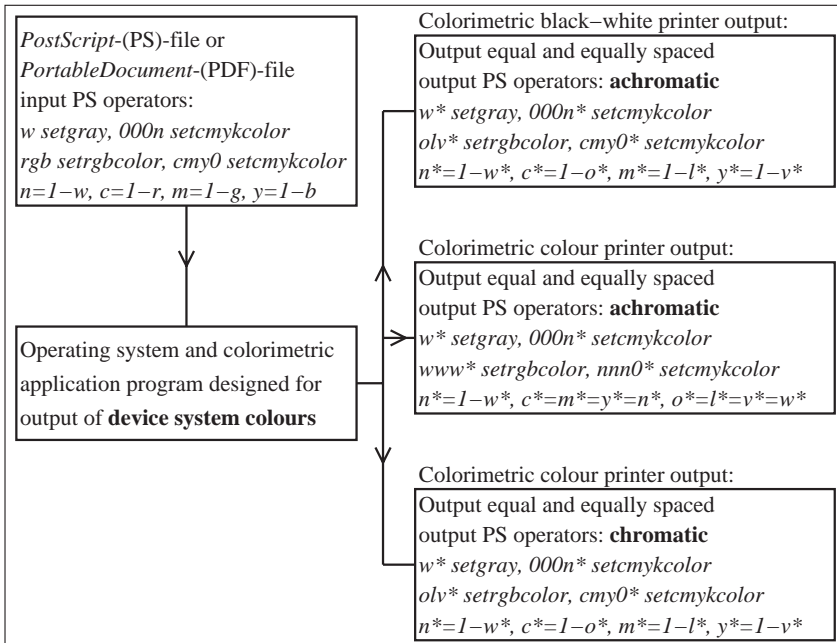 PostScript-(PS)-file or
PortableDocument-(PDF)-file
input PS operators:
w setgray, 000n setcmykcolor
rgb setrgbcolor, cmy0 setcmykcolor
n=1−w, c=1−r, m=1−g, y=1−b
Operating system and colorimetric
application program designed for
output of device system colours
Colorimetric black−white printer output:
Output equal and equally spaced
output PS operators: achromatic
w* setgray, 000n* setcmykcolor
olv* setrgbcolor, cmy0* setcmykcolor
n*=1−w*, c*=1−o*, m*=1−l*, y*=1−v*
Colorimetric colour printer output:
Output equal and equally spaced
output PS operators: achromatic
w* setgray, 000n* setcmykcolor
www* setrgbcolor, nnn0* setcmykcolor
n*=1−w*, c*=m*=y*=n*, o*=l*=v*=w*
Colorimetric colour printer output:
Output equal and equally spaced
output PS operators: chromatic
w* setgray, 000n* setcmykcolor
olv* setrgbcolor, cmy0* setcmykcolor
n*=1−w*, c*=1−o*, m*=1−l*, y*=1−v*